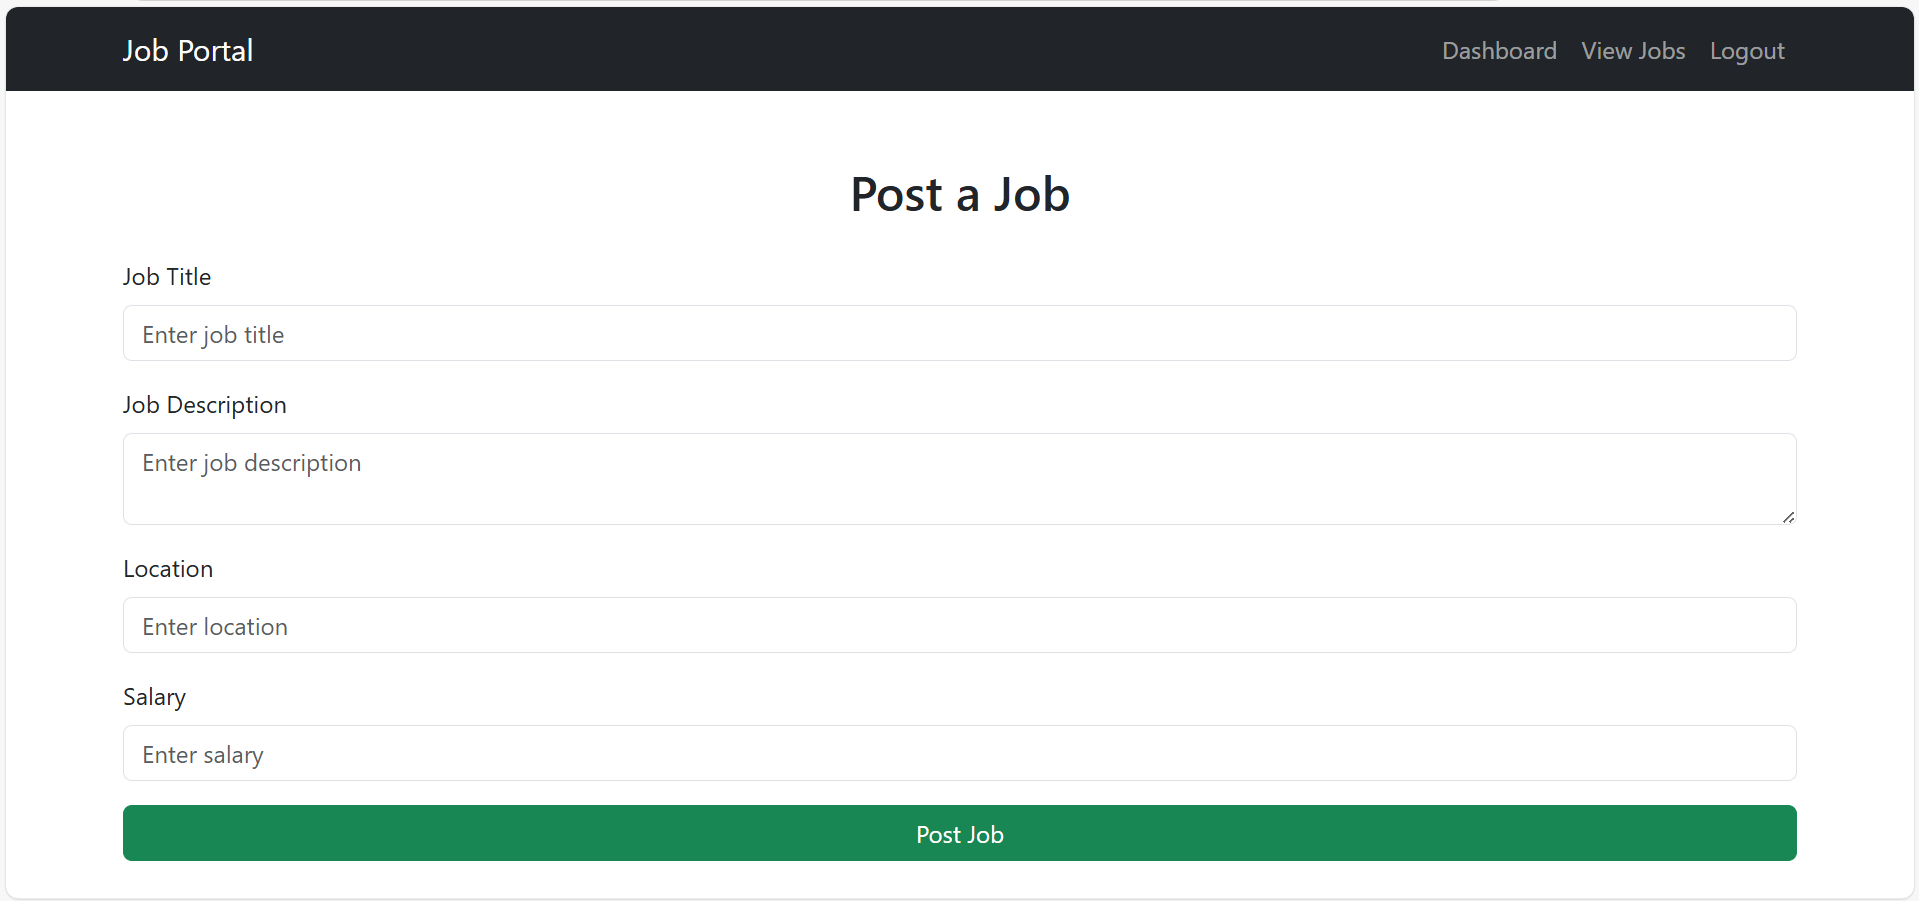 Job Portal
Dashboard View Jobs Logout
Post a Job
Job Title
Enter job title
Job Description
Enter job description
Location
Enter location
Salary
Enter salary
Post Job